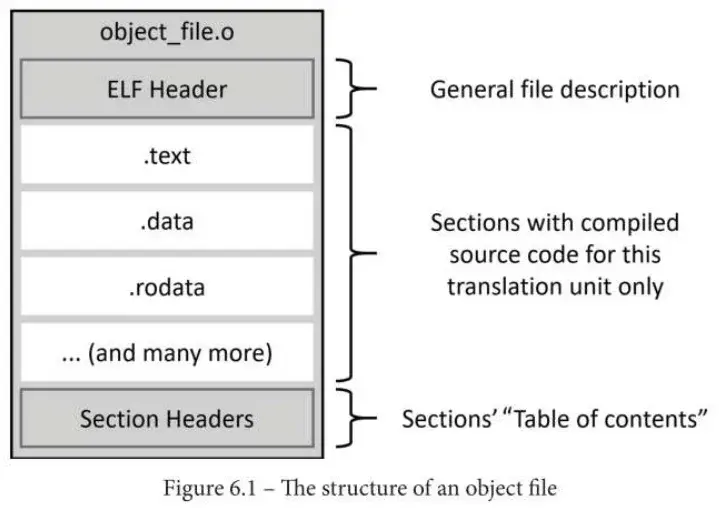 object_file.o
ELF Header
General file description
.text
.data
.rodata
... (and many more)
Sections with compiled
source code for this
translation unit only
Section Headers
Sections’ “Table of contents”
Figure 6.1 – The structure of an object file